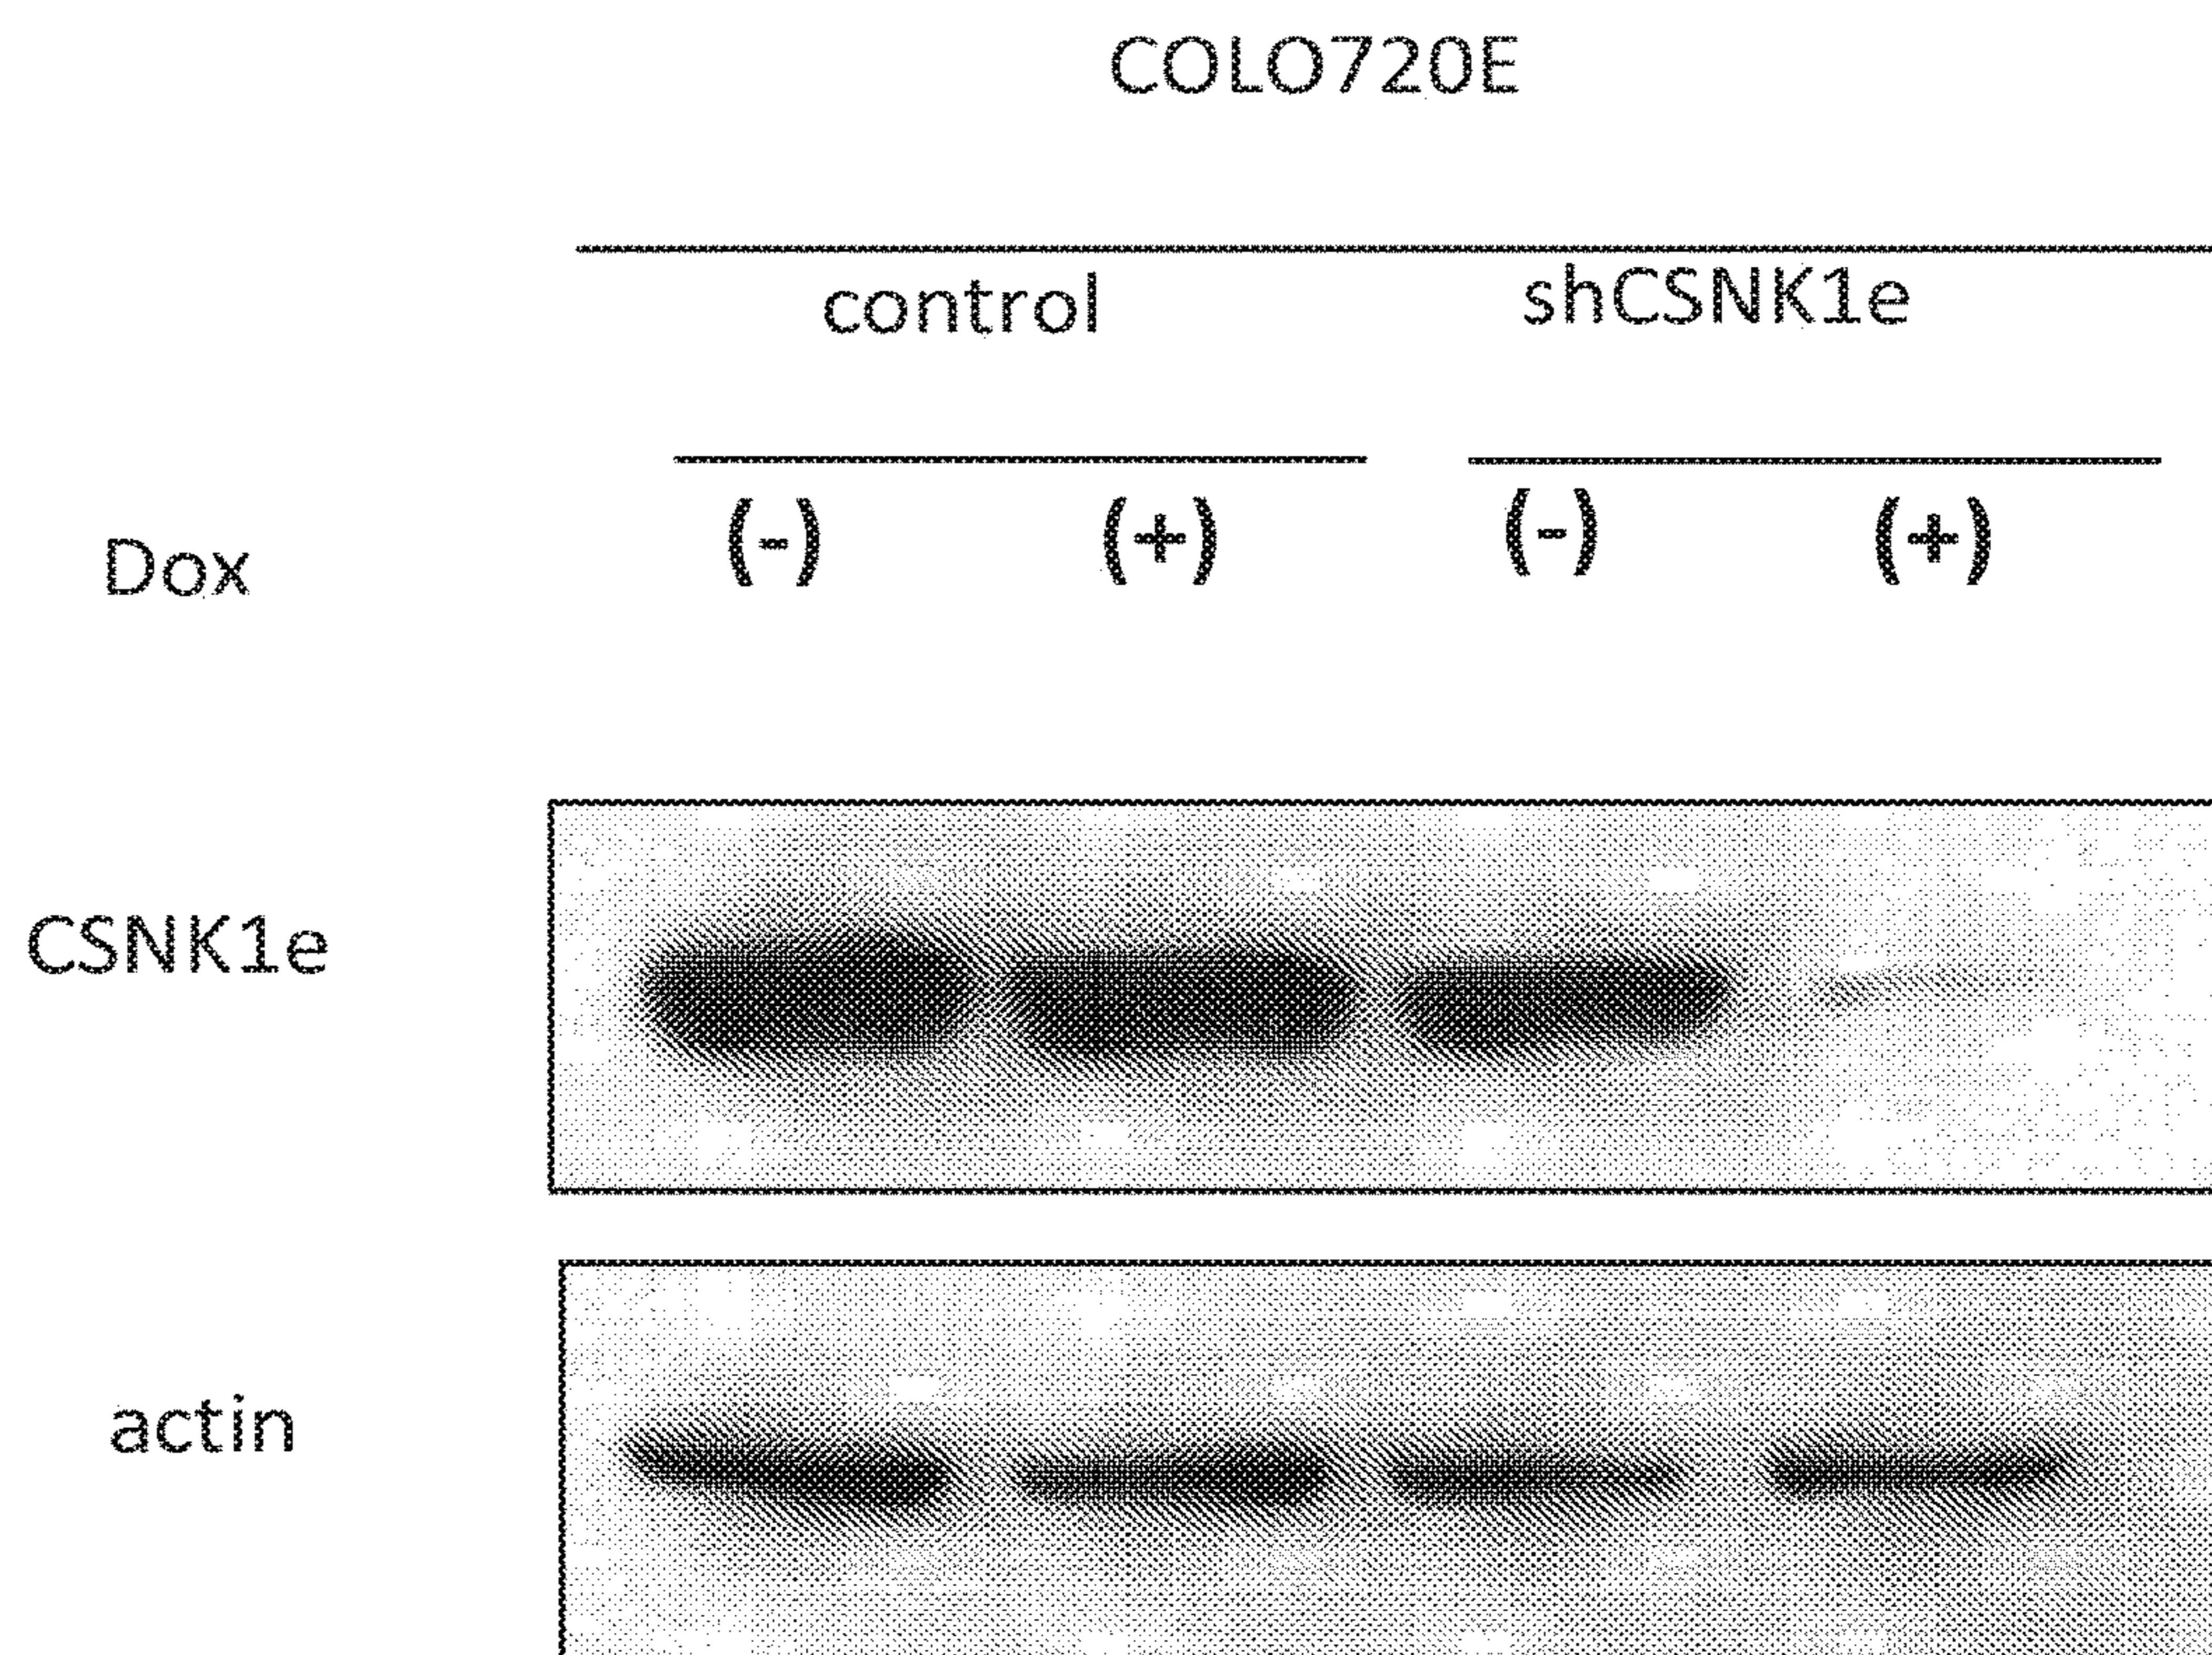 COLO720E
control shCSNK1e
Dox (-) (+) (-) (+)
CSNK1e
actin